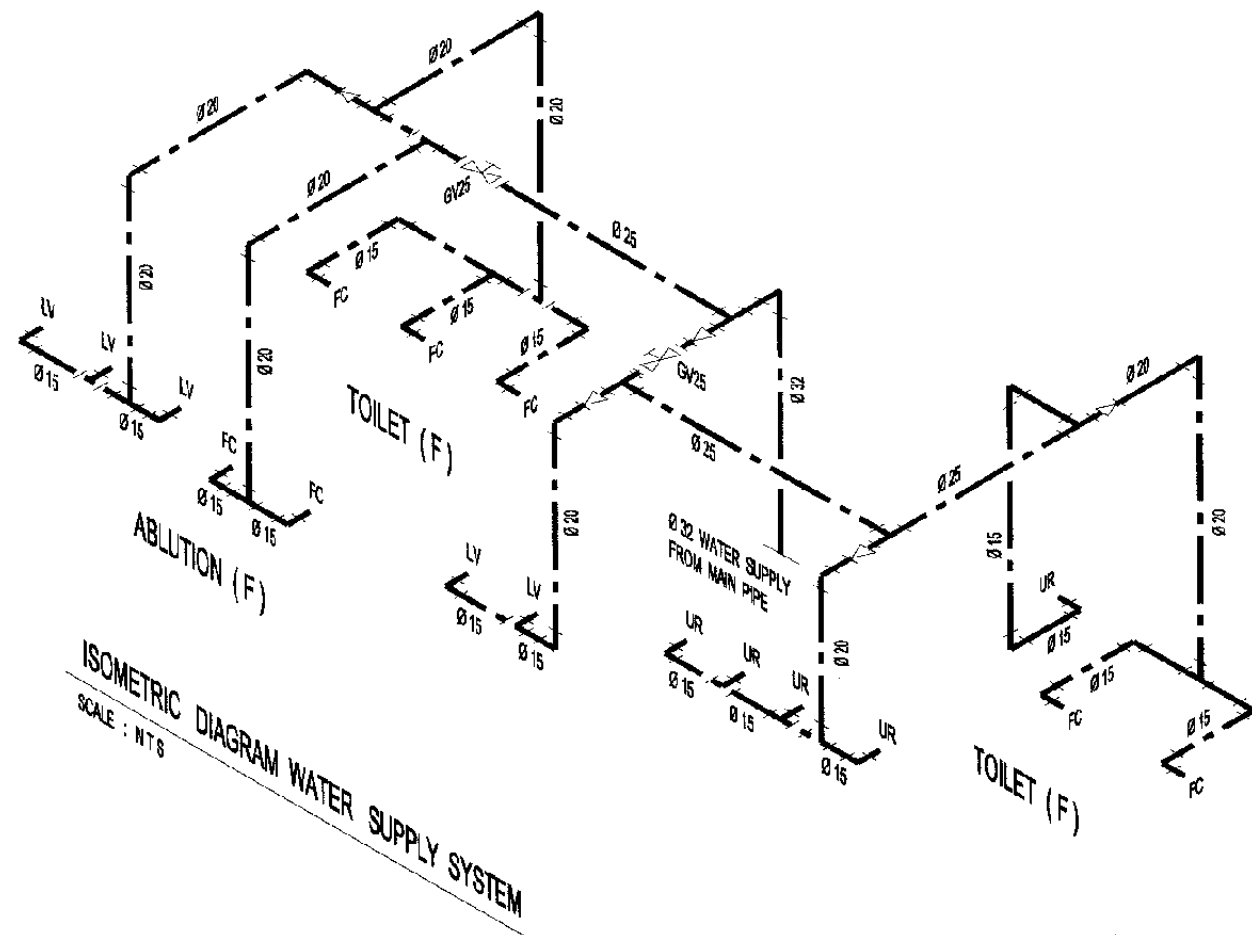 Ø 20
Ø 20
Ø 20
Ø 20
GV25
Ø 25
Ø 15
FC
Ø 15
FC
Ø 15
FC
TOILET ( F )
Ø 20
LV
LV
LV
Ø 15
Ø 15
Ø 20
FC
FC
Ø 15
Ø 15
ABLUTION ( F )
GV25
Ø 32
Ø 25
Ø 20
Ø 32 WATER SUPPLY
FROM MAIN PIPE
LV
LV
Ø 15
Ø 15
Ø 20
Ø 25
Ø 15
Ø 20
UR
Ø 15
UR
UR
UR
UR
Ø 15
Ø 15
Ø 15
Ø 20
Ø 15
FC
Ø 15
FC
TOILET ( F )
ISOMETRIC DIAGRAM WATER SUPPLY SYSTEM
SCALE : NTS